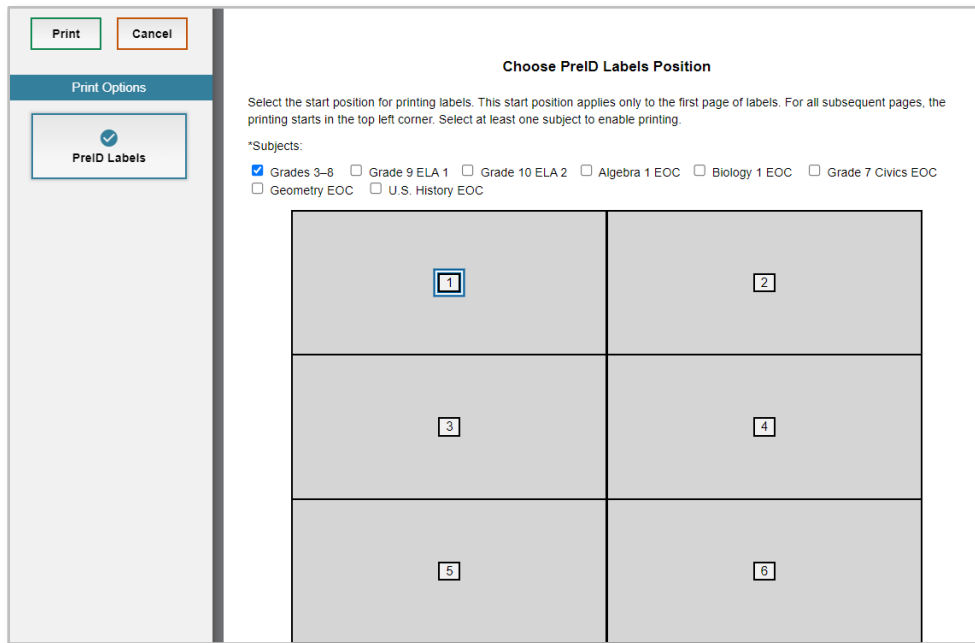 Print Cancel
Print Options
PreID Labels
Choose PreID Labels Position
Select the start position for printing labels. This start position applies only to the first page of labels. For all subsequent pages, the
printing starts in the top left corner. Select at least one subject to enable printing.
*Subjects:
Grades 3–8 Grade 9 ELA 1 Grade 10 ELA 2 Algebra 1 EOC Biology 1 EOC Grade 7 Civics EOC
Geometry EOC U.S. History EOC
1 2
3 4
5 6